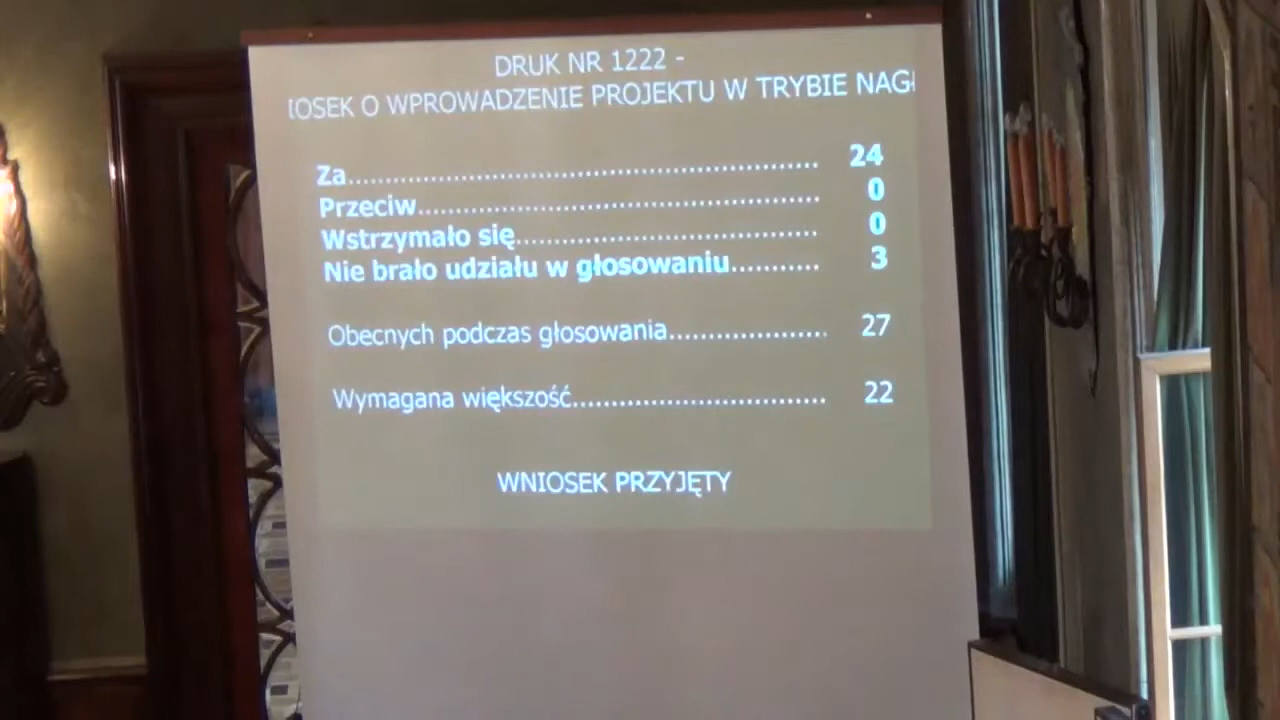 DRUK NR 1222 -
IOSEK O WPROWADZENIE PROJEKTU W TRYBIE NAGŁ
Za.................................................................. 24
Przeciw......................................................... 0
Wstrzymało się.......................................... 0
Nie brało udziału w głosowaniu........... 3
Obecnych podczas głosowania.................... 27
Wymagana większość................................ 22
WNIOSEK PRZYJĘTY